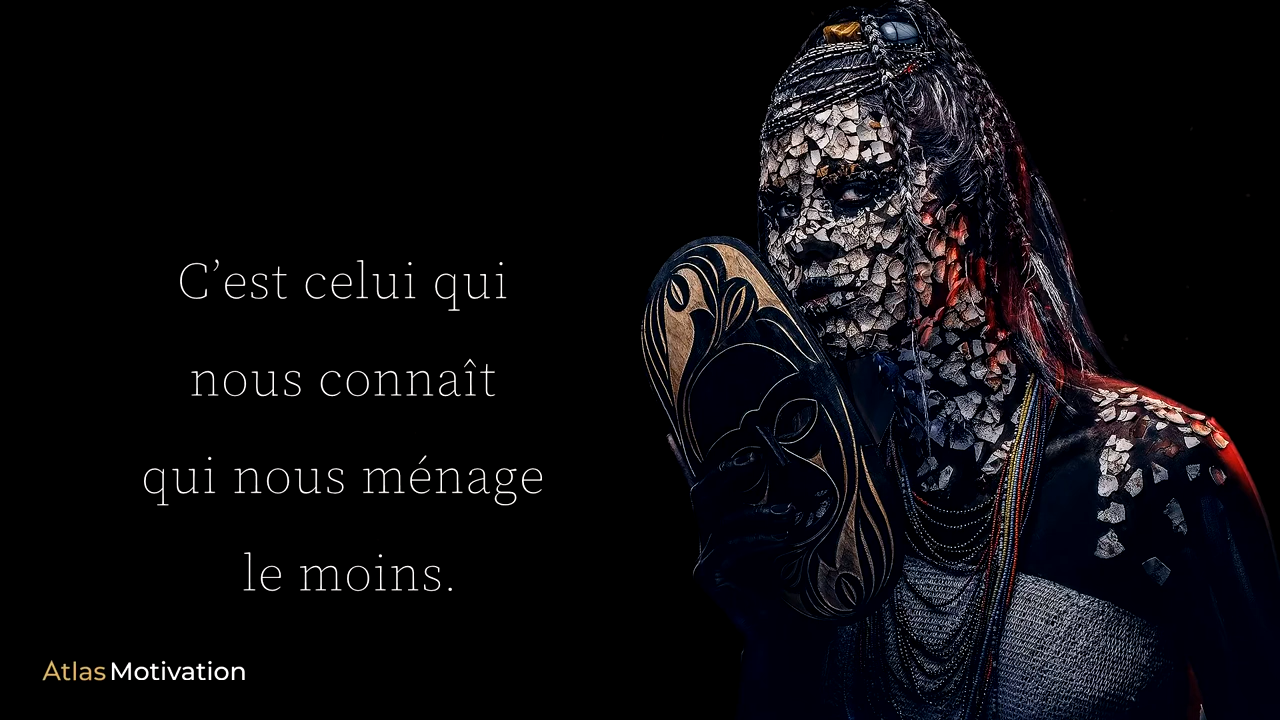 C’est celui qui
nous connaît
qui nous ménage
le moins.
Atlas Motivation